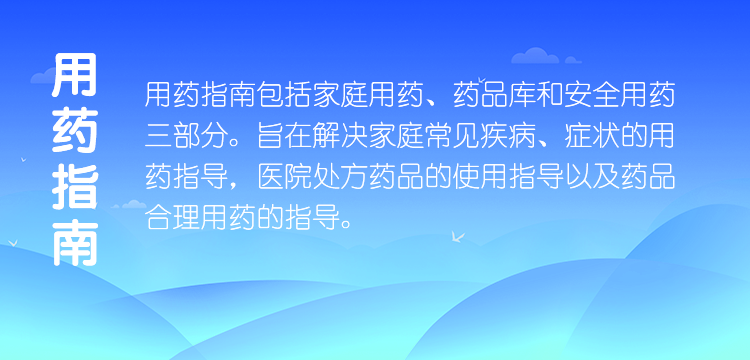 用药指南
用药指南包括家庭用药、药品库和安全用药
三部分。旨在解决家庭常见疾病、症状的用
药指导，医院处方药品的使用指导以及药品
合理用药的指导。